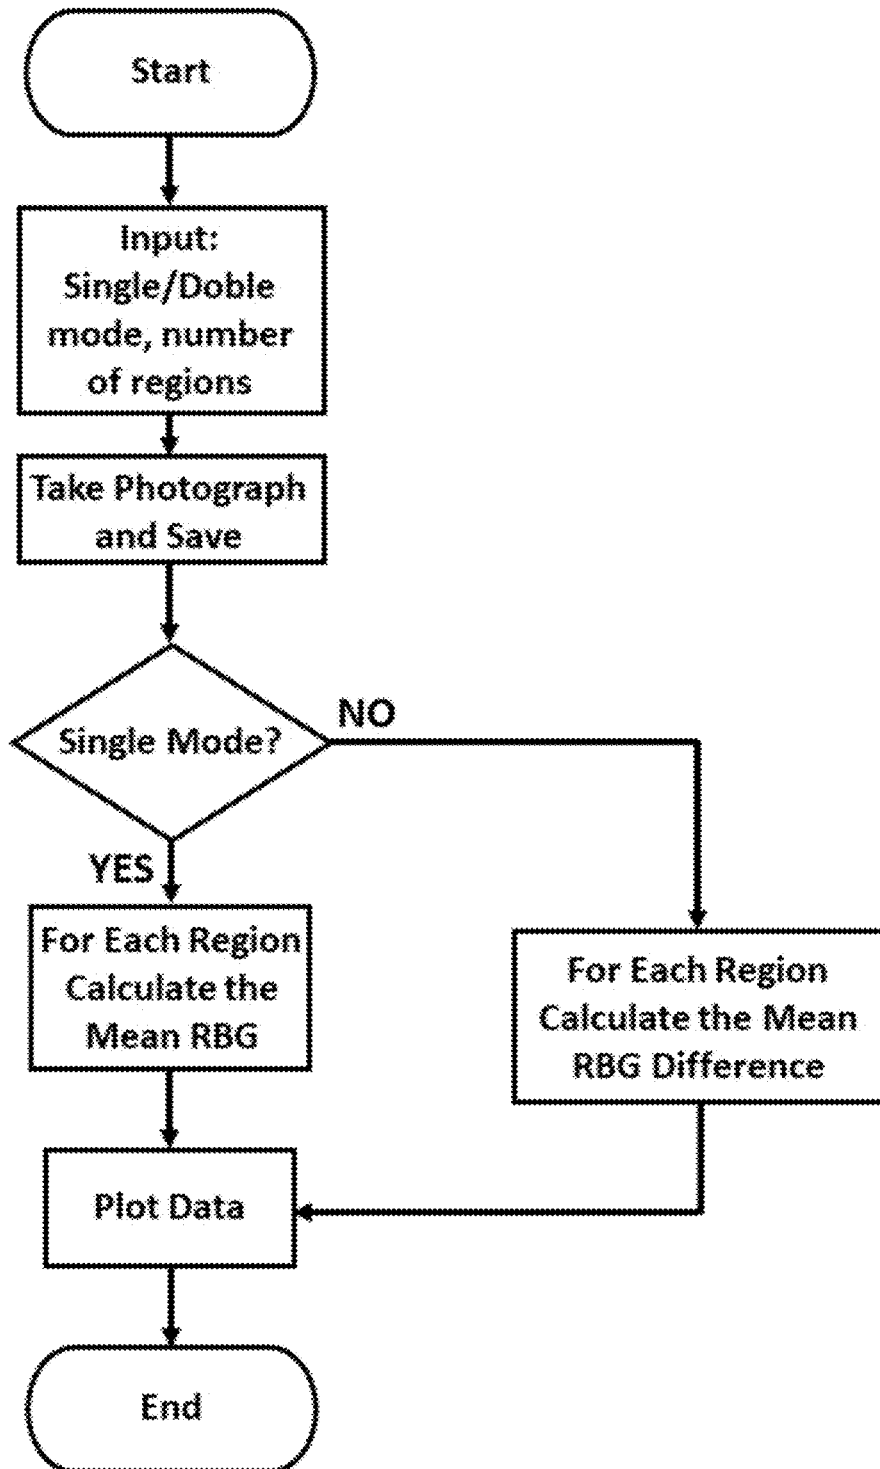 Start
Input:
Single/Doble
mode, number
of regions
Take Photograph
and Save
Single Mode?
NO
YES
For Each Region
Calculate the
Mean RBG
For Each Region
Calculate the Mean
RBG Difference
Plot Data
End